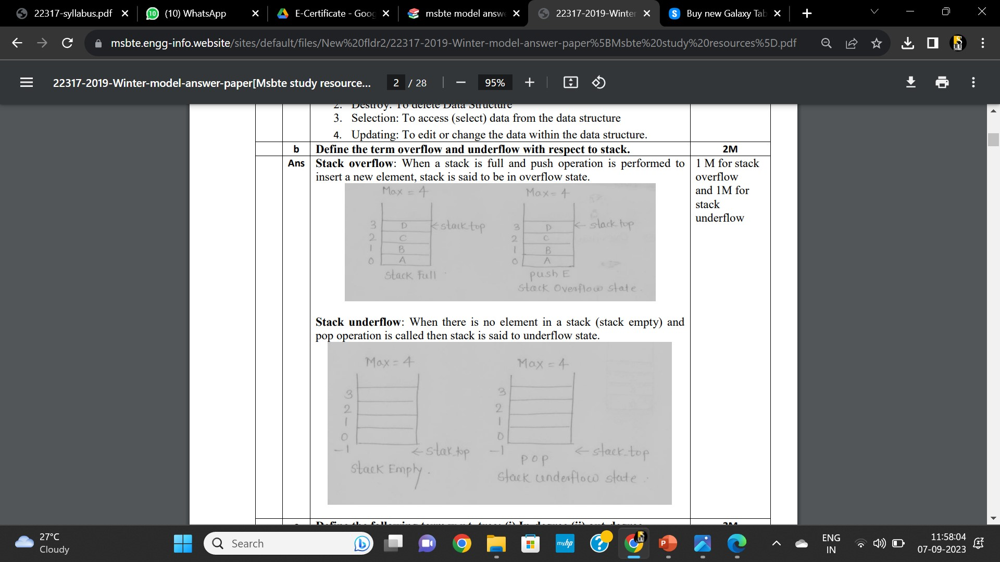 22317-syllabus.pdf
(10) WhatsApp
E-Certificate - Goog
msbte model answe
22317-2019-Winter
Buy new Galaxy Tab
msbte.engg-info.website/sites/default/files/New%20fldr2/22317-2019-Winter-model-answer-paper%5BMsbte%20study%20resources%5D.pdf
22317-2019-Winter-model-answer-paper[Msbte study resource...
2 / 28
95%
2. Destroy: To delete Data Structure
3. Selection: To access (select) data from the data structure
4. Updating: To edit or change the data within the data structure.
b Define the term overflow and underflow with respect to stack. 2M
Ans Stack overflow: When a stack is full and push operation is performed to
insert a new element, stack is said to be in overflow state.
1 M for stack
overflow
and 1M for
stack
underflow
Max = 4
3 D ←stack top
2 C
1 B
0 A
Stack Full
Max = 4
3 D ← stack top
2 C
1 B
0 A
push E
Stack Overflow state.
Stack underflow: When there is no element in a stack (stack empty) and
pop operation is called then stack is said to underflow state.
Max = 4
3
2
1
0
-1 ←stak top
Stack Empty.
Max = 4
3
2
1
0
-1 ← stack-top
POP
Stack underflow state.
27°C
Cloudy
Search
myhp
ENG
IN
11:58:04
07-09-2023